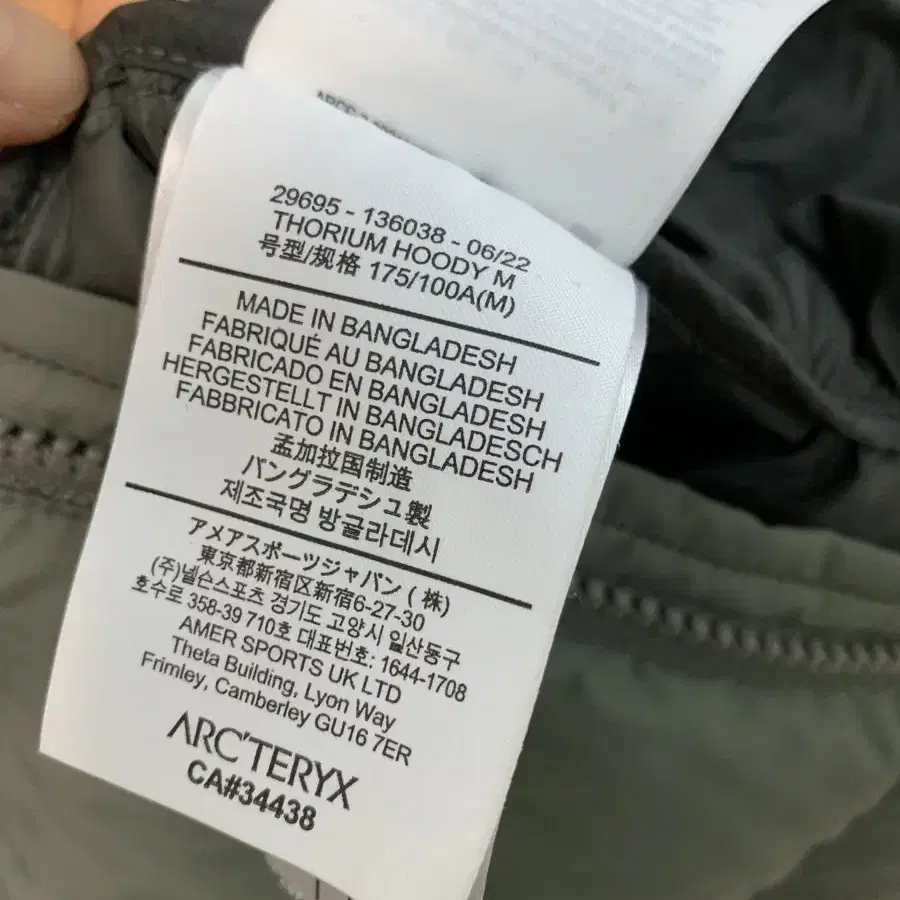 29695 - 136038 - 06/22
THORIUM HOODY M
号型/规格 175/100A(M)
MADE IN BANGLADESH
FABRIQUÉ AU BANGLADESH
FABRICADO EN BANGLADESH
HERGESTELLT IN BANGLADESCH
FABBRICATO IN BANGLADESH
孟加拉国制造
バングラデシュ製
제조국명 방글라데시
アメアスポーツジャパン (株)
東京都新宿区新宿6-27-30
(주)넬슨스포츠 경기도 고양시 일산동구
호수로 358-39 710호 대표번호: 1644-1708
AMER SPORTS UK LTD
Theta Building, Lyon Way
Frimley, Camberley GU16 7ER
ARC'TERYX
CA#34438